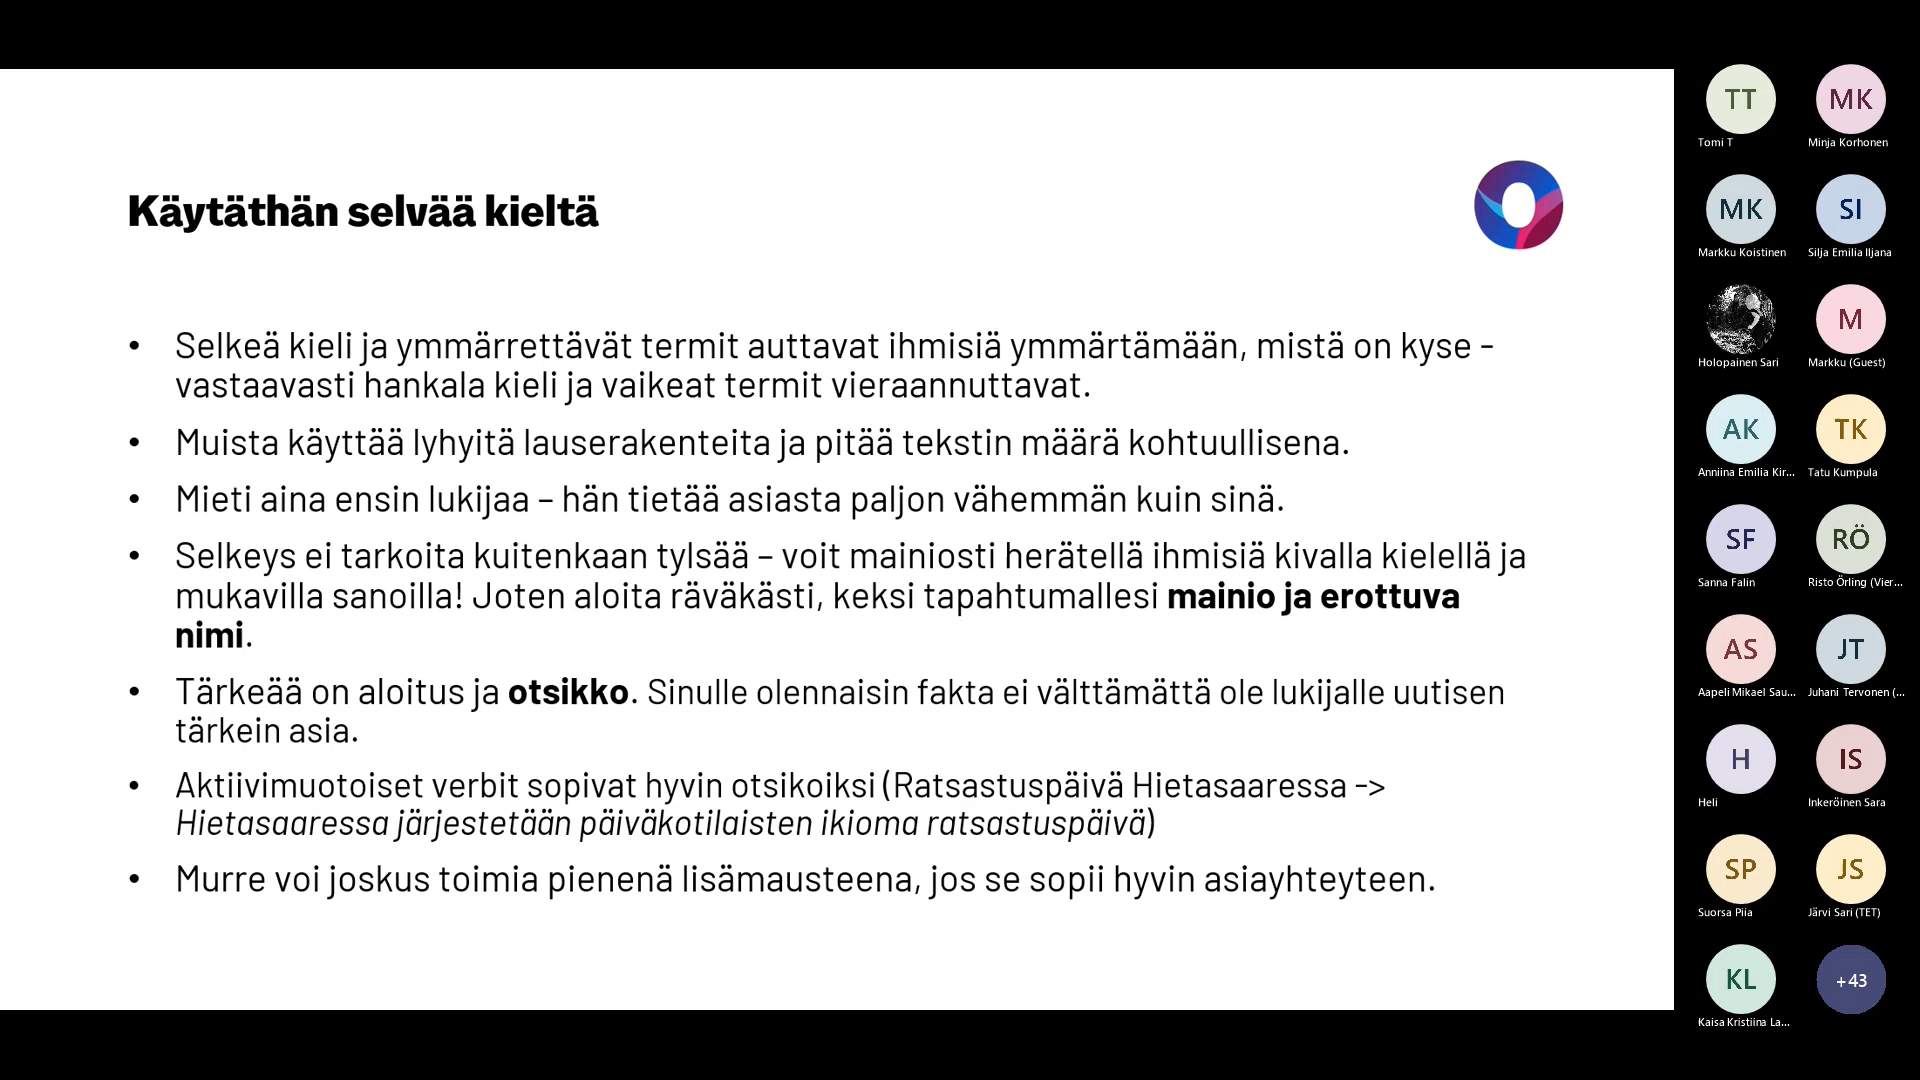 Käytäthän selvää kieltä
• Selkeä kieli ja ymmärrettävät termit auttavat ihmisiä ymmärtämään, mistä on kyse -
vastaavasti hankala kieli ja vaikeat termit vieraannuttavat.
• Muista käyttää lyhyitä lauserakenteita ja pitää tekstin määrä kohtuullisena.
• Mieti aina ensin lukijaa – hän tietää asiasta paljon vähemmän kuin sinä.
• Selkeys ei tarkoita kuitenkaan tylsää – voit mainiosti herätellä ihmisiä kivalla kielellä ja
mukavilla sanoilla! Joten aloita räväkästi, keksi tapahtumallesi mainio ja erottuva
nimi.
• Tärkeää on aloitus ja otsikko. Sinulle olennaisin fakta ei välttämättä ole lukijalle uutisen
tärkein asia.
• Aktiivimuotoiset verbit sopivat hyvin otsikoiksi (Ratsastuspäivä Hietasaaressa ->
Hietasaaressa järjestetään päiväkotilaisten ikioma ratsastuspäivä)
• Murre voi joskus toimia pienenä lisämausteena, jos se sopii hyvin asiayhteyteen.
TT MK
Tomi T Minja Korhonen
MK SI
Markku Koistinen Silja Emilia Iljana
M
Holopainen Sari Markku (Guest)
AK TK
Anniina Emilia Kir... Tatu Kumpula
SF RÖ
Sanna Falin Risto Örling (Vier...
AS JT
Aapeli Mikael Sau... Juhani Tervonen (...
H IS
Heli Inkeröinen Sara
SP JS
Suorsa Piia Järvi Sari (TET)
KL +43
Kaisa Kristiina La...